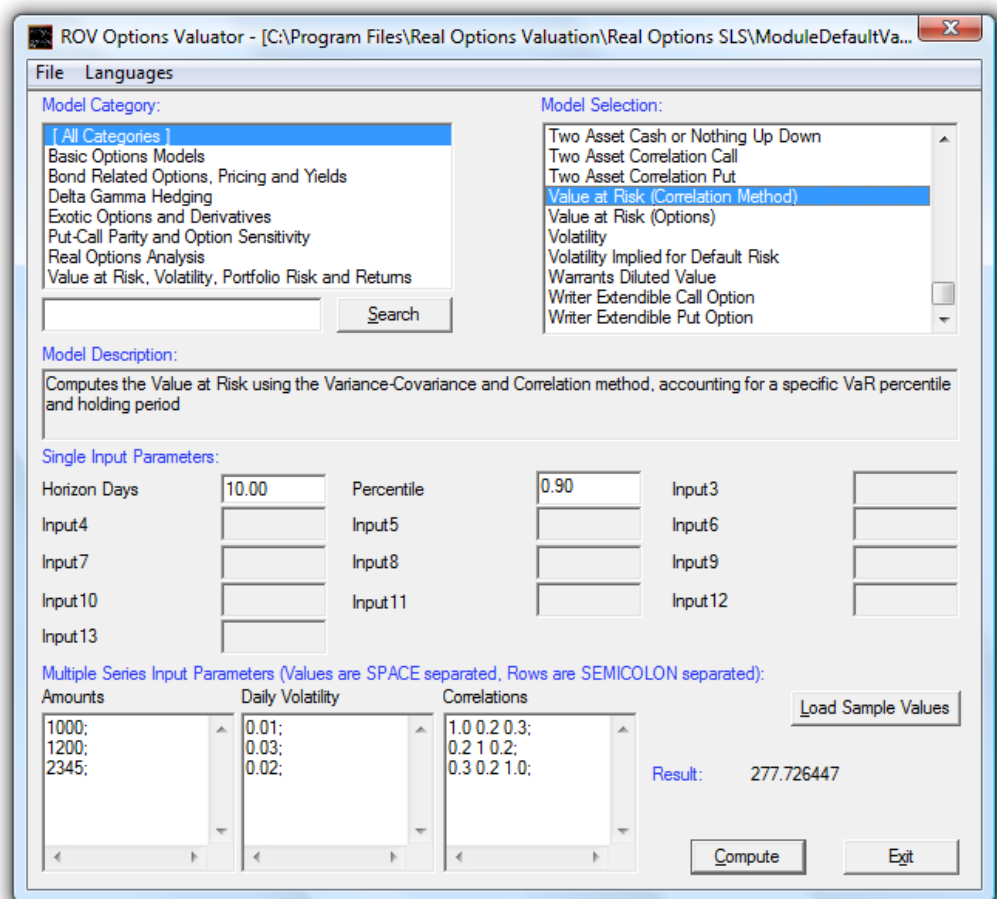 ROV Options Valuator - [C:\Program Files\Real Options Valuation\Real Options SLS\ModuleDefaultVa...
File Languages
Model Category:
[ All Categories ]
Basic Options Models
Bond Related Options, Pricing and Yields
Delta Gamma Hedging
Exotic Options and Derivatives
Put-Call Parity and Option Sensitivity
Real Options Analysis
Value at Risk, Volatility, Portfolio Risk and Returns
Search
Model Selection:
Two Asset Cash or Nothing Up Down
Two Asset Correlation Call
Two Asset Correlation Put
Value at Risk (Correlation Method)
Value at Risk (Options)
Volatility
Volatility Implied for Default Risk
Warrants Diluted Value
Writer Extendible Call Option
Writer Extendible Put Option
Model Description:
Computes the Value at Risk using the Variance-Covariance and Correlation method, accounting for a specific VaR percentile
and holding period
Single Input Parameters:
Horizon Days 10.00 Percentile 0.90 Input3
Input4 Input5 Input6
Input7 Input8 Input9
Input10 Input11 Input12
Input13
Multiple Series Input Parameters (Values are SPACE separated, Rows are SEMICOLON separated):
Amounts
1000;
1200;
2345;
Daily Volatility
0.01;
0.03;
0.02;
Correlations
1.0 0.2 0.3;
0.2 1 0.2;
0.3 0.2 1.0;
Load Sample Values
Result: 277.726447
Compute Exit